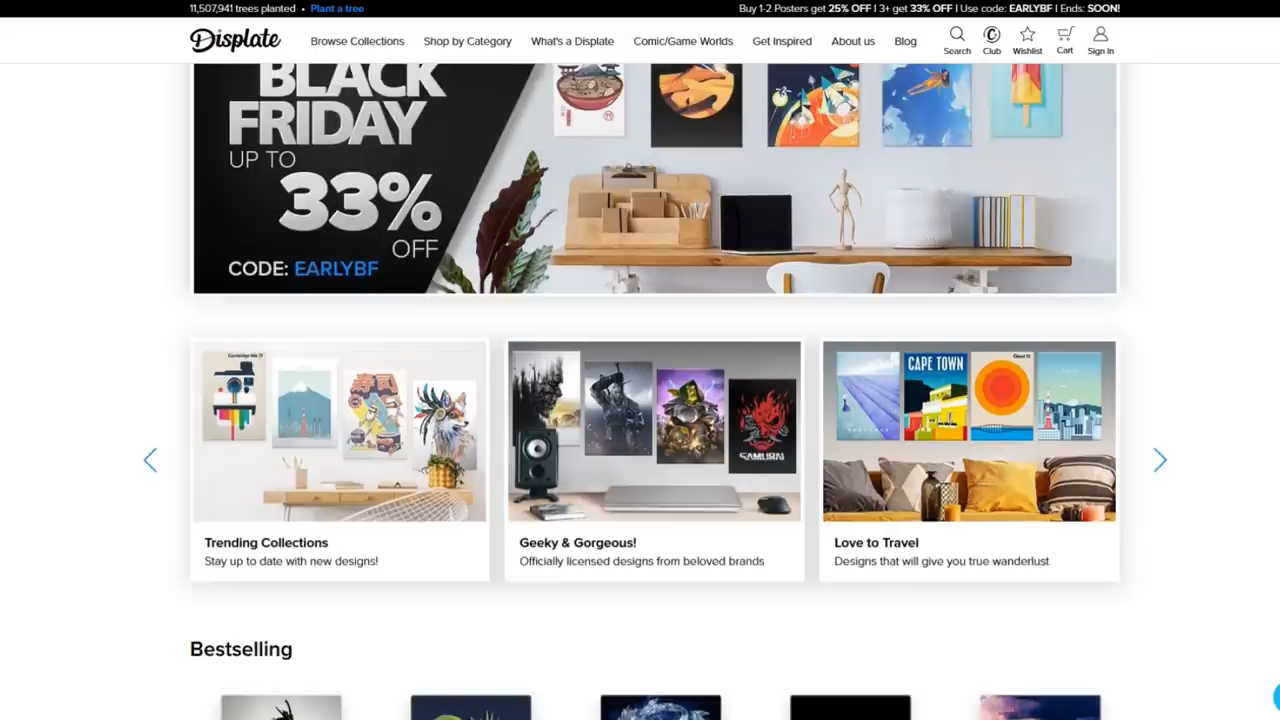 11,507,941 trees planted • Plant a tree
Buy 1-2 Posters get 25% OFF | 3+ get 33% OFF | Use code: EARLYBF | Ends: SOON!
Displate
Browse Collections
Shop by Category
What's a Displate
Comic/Game Worlds
Get Inspired
About us
Blog
Search
Club
Wishlist
Cart
Sign In
BLACK
FRIDAY
UP TO
33%
OFF
CODE: EARLYBF
CAPE TOWN
SAMURAI
Trending Collections
Stay up to date with new designs!
Geeky & Gorgeous!
Officially licensed designs from beloved brands
Love to Travel
Designs that will give you true wanderlust
Bestselling